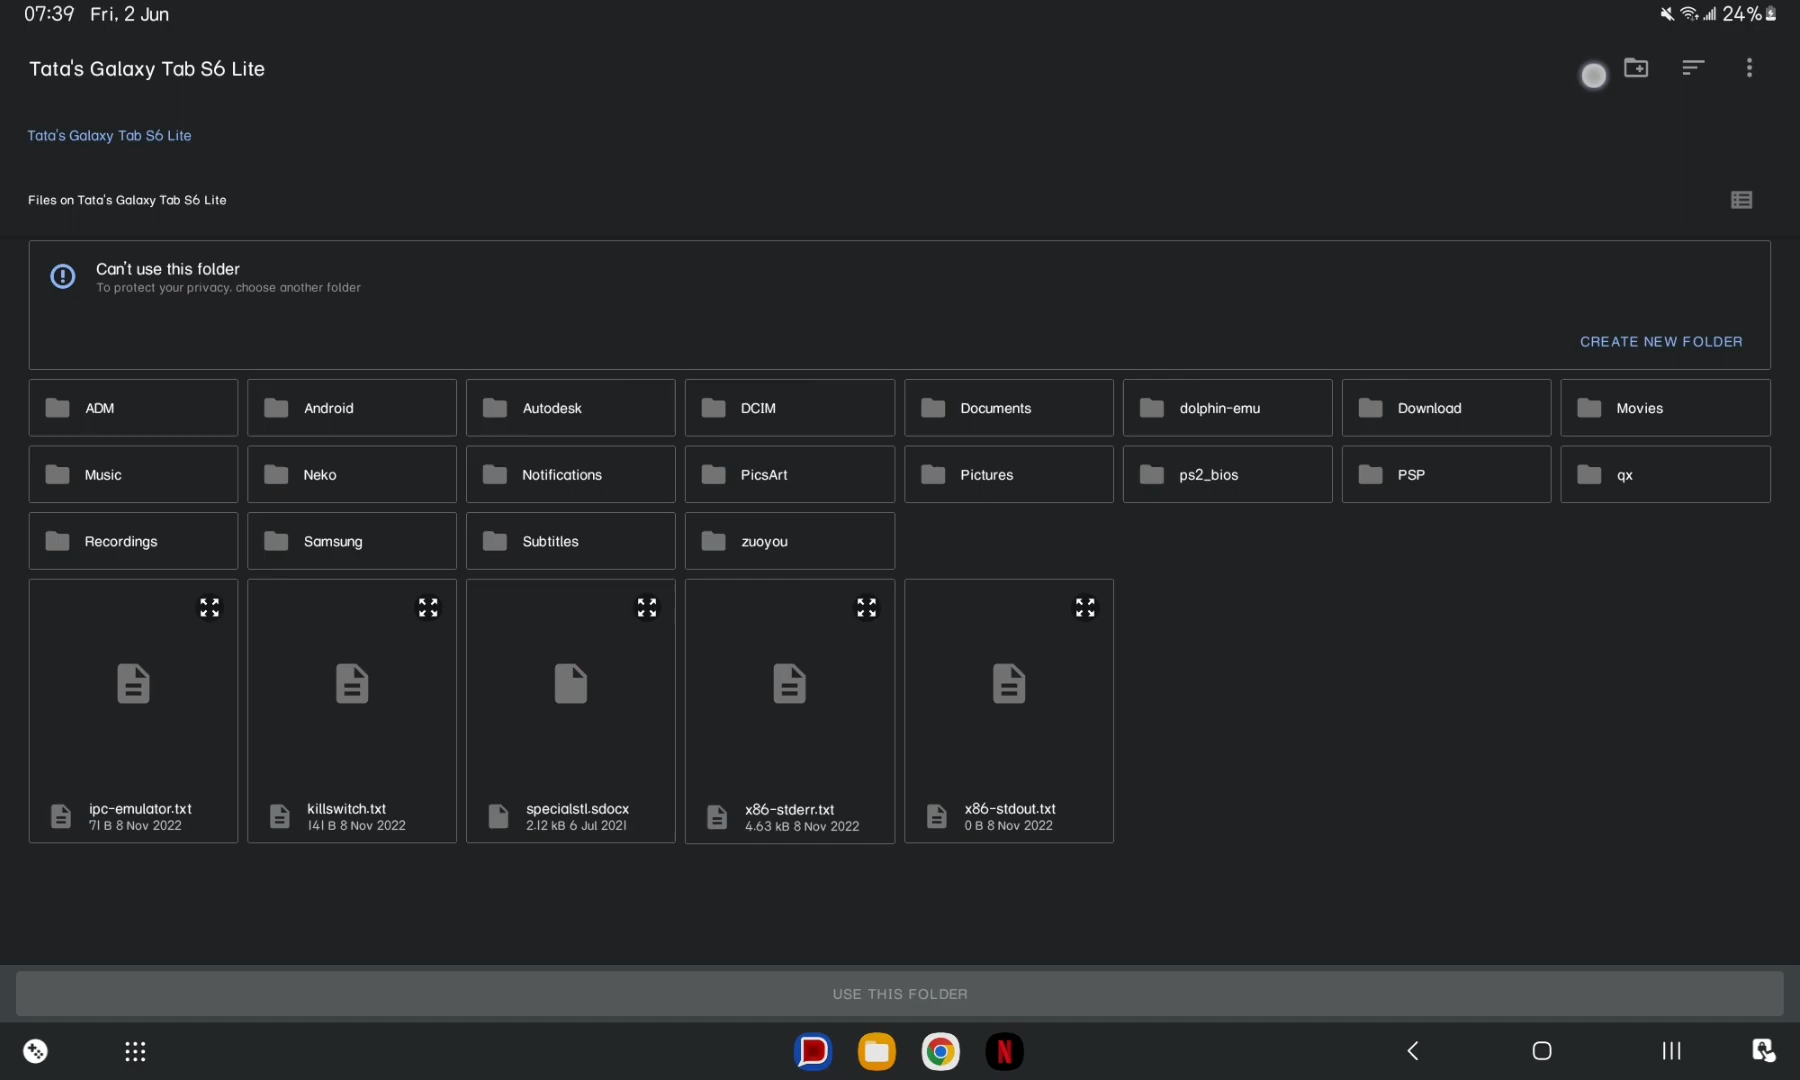 07:39 Fri, 2 Jun
24%
Tata's Galaxy Tab S6 Lite
Tata's Galaxy Tab S6 Lite
Files on Tata's Galaxy Tab S6 Lite
Can't use this folder
To protect your privacy, choose another folder
CREATE NEW FOLDER
ADM
Android
Autodesk
DCIM
Documents
dolphin-emu
Download
Movies
Music
Neko
Notifications
PicsArt
Pictures
ps2_bios
PSP
qx
Recordings
Samsung
Subtitles
zuoyou
ipc-emulator.txt
71 B 8 Nov 2022
killswitch.txt
141 B 8 Nov 2022
specialstl.sdocx
2.12 kB 6 Jul 2021
x86-stderr.txt
4.63 kB 8 Nov 2022
x86-stdout.txt
0 B 8 Nov 2022
USE THIS FOLDER
N